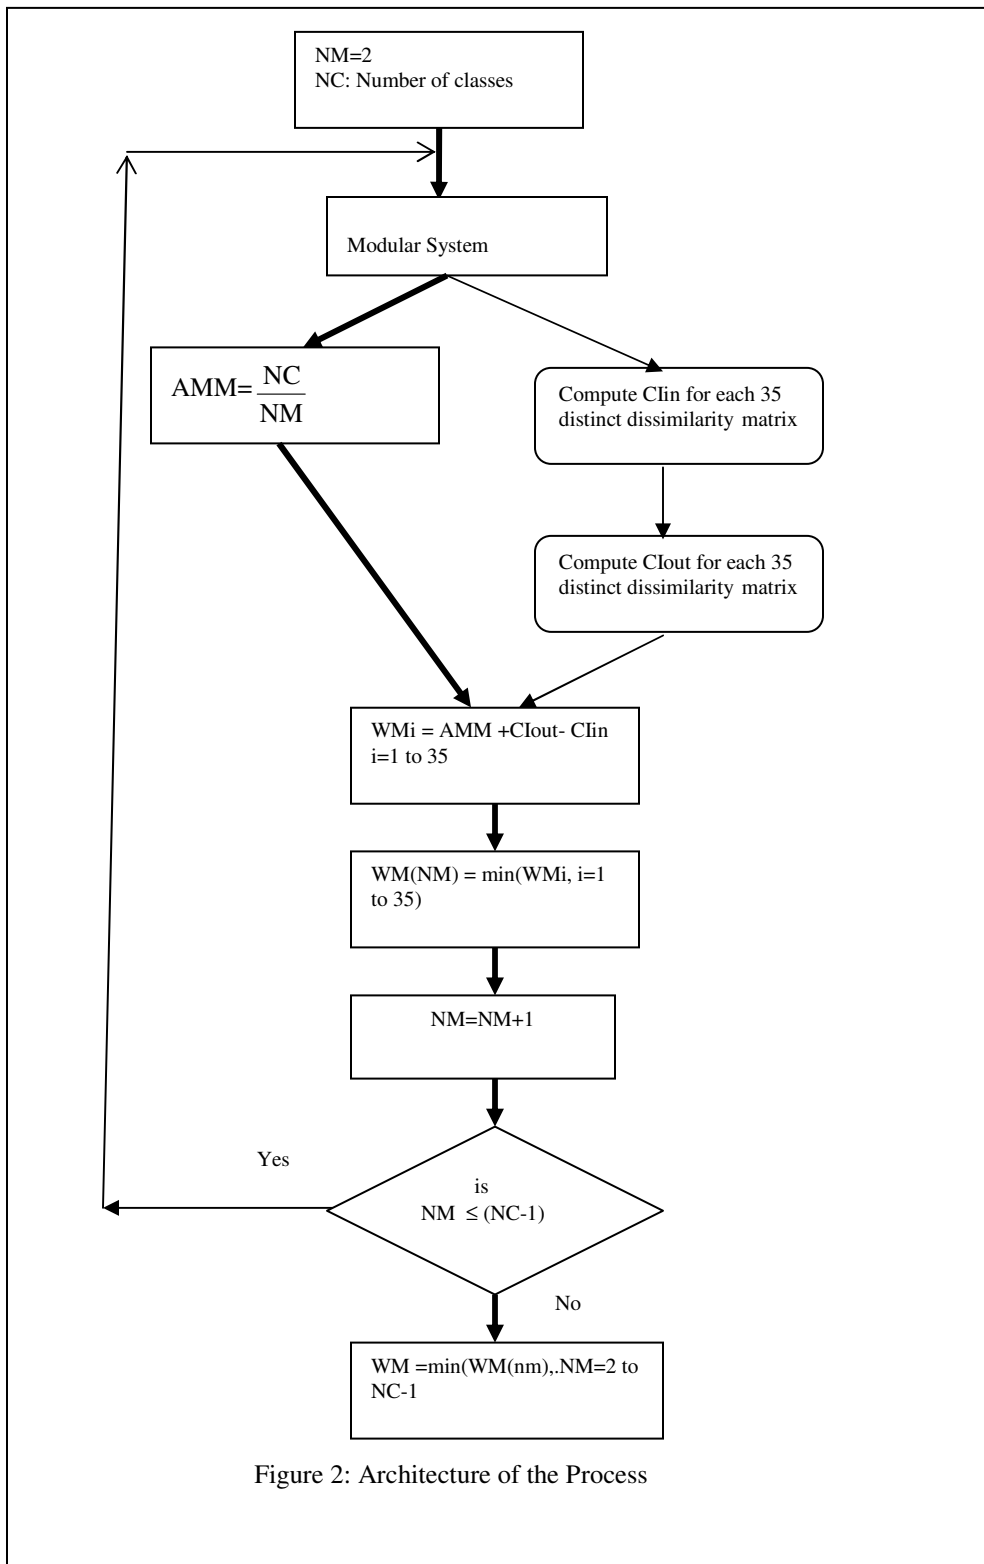 NM=2
NC: Number of classes
Modular System
AMM= NC
NM
Compute CIin for each 35
distinct dissimilarity matrix
Compute CIout for each 35
distinct dissimilarity matrix
WMi = AMM +CIout- CIin
i=1 to 35
WM(NM) = min(WMi, i=1
to 35)
NM=NM+1
Yes
is
NM ≤ (NC-1)
No
WM =min(WM(nm),.NM=2 to
NC-1
Figure 2: Architecture of the Process